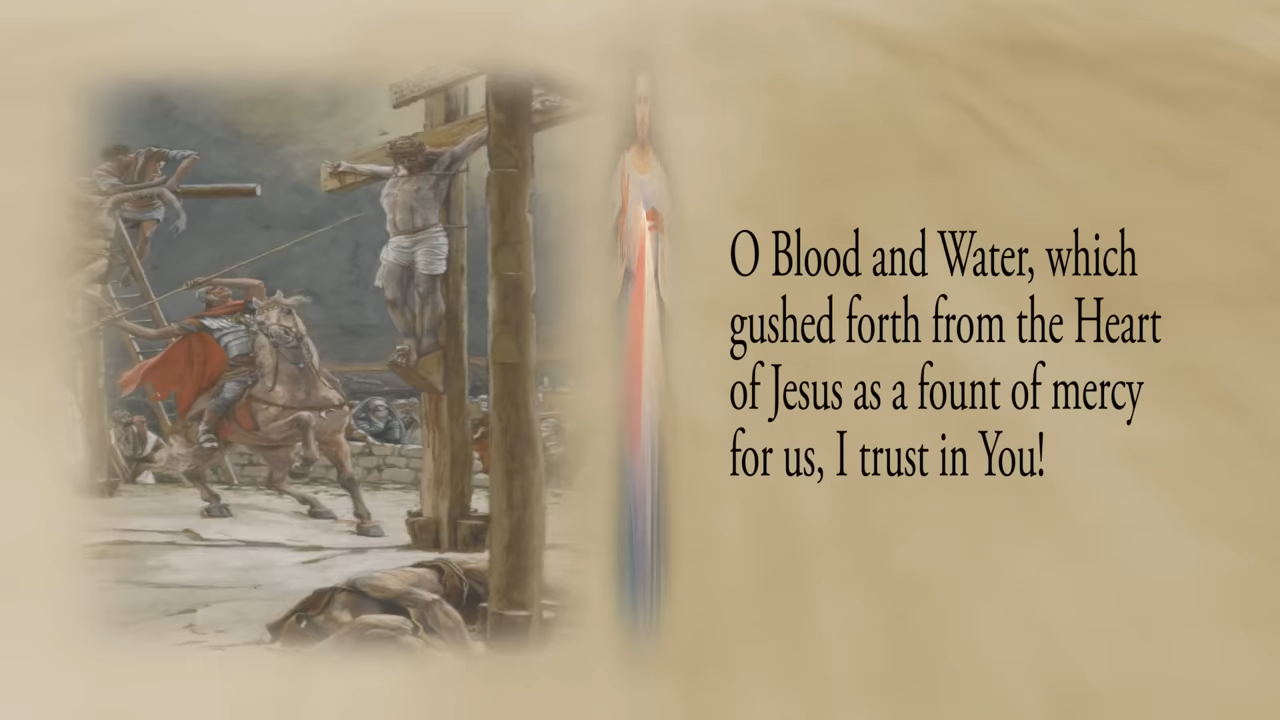 O Blood and Water, which
gushed forth from the Heart
of Jesus as a fount of mercy
for us, I trust in You!